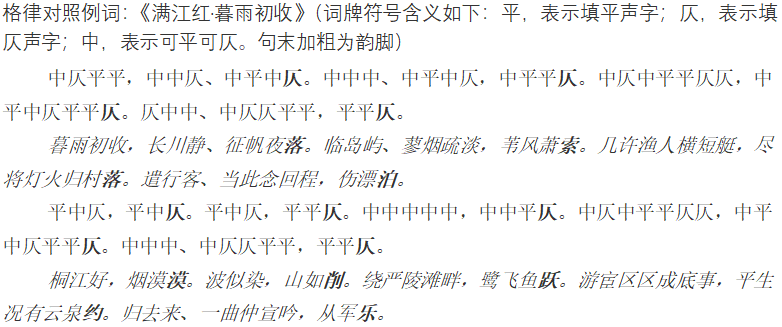 格律对照例词:《满江红·暮雨初收》（词牌符号含义如下：平，表示填平声字；仄，表示填
仄声字；中，表示可平可仄。句末加粗为韵脚）
中仄平平，中中仄、中平中仄。中中中、中平中仄，中平平仄。中仄中平平仄仄，中
平中仄平平仄。仄中中、中仄仄平平，平平仄。
暮雨初收，长川静、征帆夜落。临岛屿、蓼烟疏淡，苇风萧索。几许渔人横短艇，尽
将灯火归村落。遣行客、当此念回程，伤漂泊。
平中仄，平中仄。平中仄，平平仄。中中中中中，中中平仄。中仄中平平仄仄，中平
中仄平平仄。中中中、中仄仄平平，平平仄。
桐江好，烟漠漠。波似染，山如削。绕严陵滩畔，鹭飞鱼跃。游宦区区成底事，平生
况有云泉约。归去来、一曲仲宣吟，从军乐。